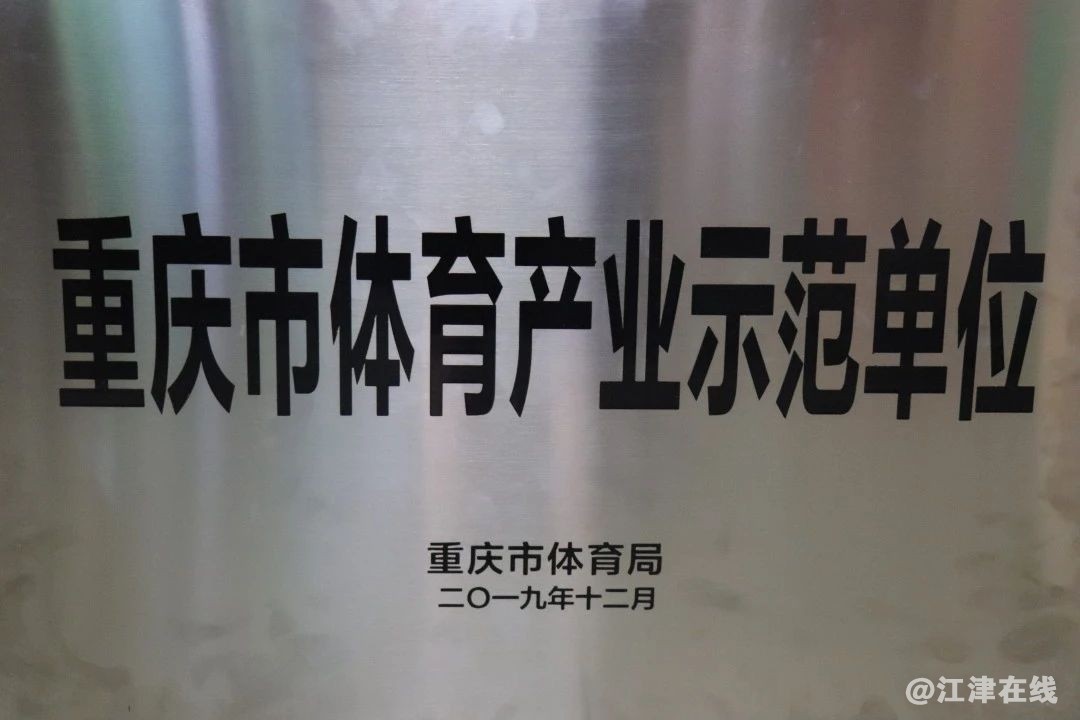 重庆市体育产业示范单位
重庆市体育局
二〇一九年十二月
@江津在线